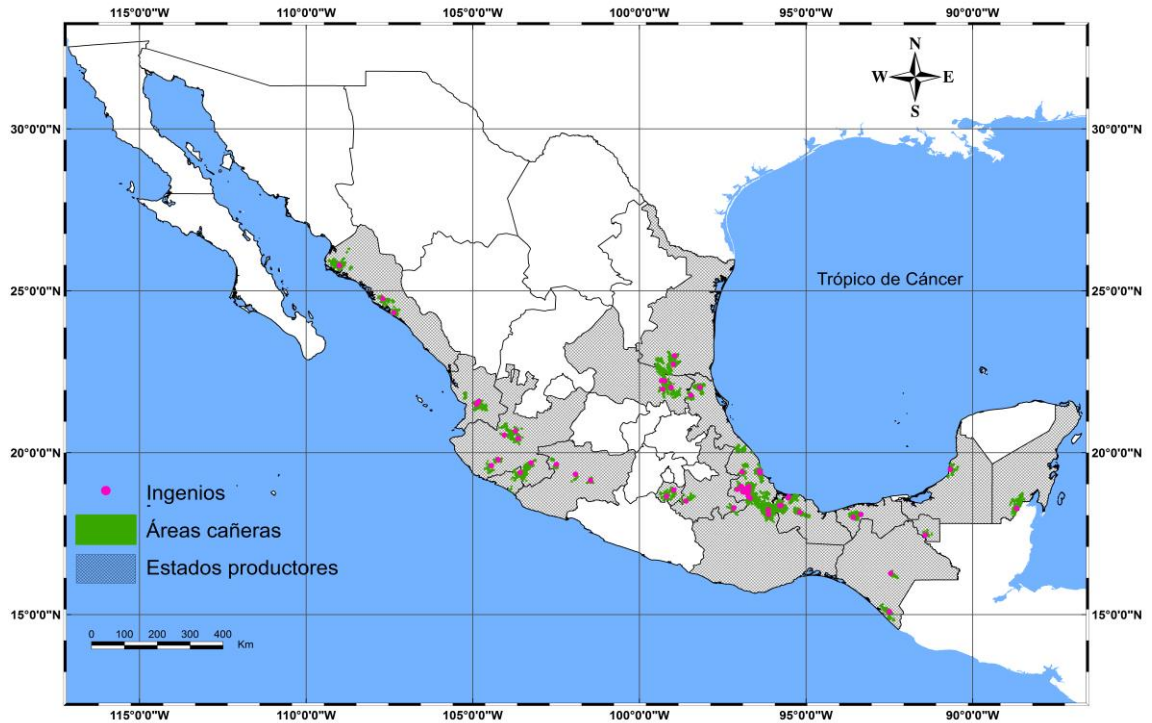 115°0'0"W 110°0'0"W 105°0'0"W 100°0'0"W 95°0'0"W 90°0'0"W
N
W E
S
30°0'0"N 30°0'0"N
25°0'0"N Trópico de Cáncer 25°0'0"N
20°0'0"N 20°0'0"N
Ingenios
Áreas cañeras
Estados productores
15°0'0"N 15°0'0"N
0 100 200 300 400
Km
115°0'0"W 110°0'0"W 105°0'0"W 100°0'0"W 95°0'0"W 90°0'0"W